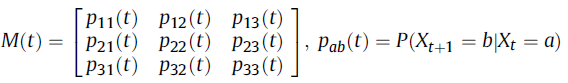 M(t) = [ p₁₁(t) p₁₂(t) p₁₃(t)
p₂₁(t) p₂₂(t) p₂₃(t)
p₃₁(t) p₃₂(t) p₃₃(t) ] , pₐb(t) = P(Xₜ₊₁ = b|Xₜ = a)